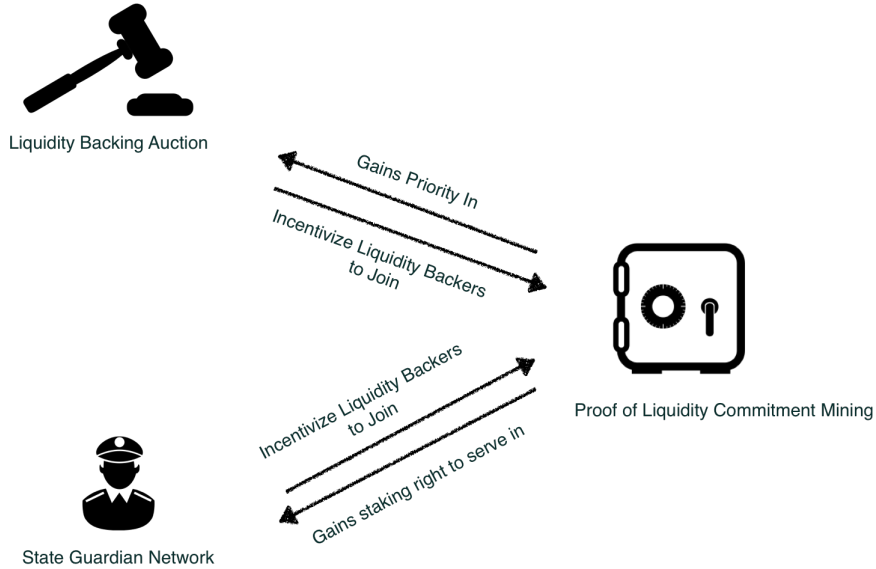 Liquidity Backing Auction
Gains Priority In
Incentivize Liquidity Backers
to Join
Incentivize Liquidity Backers
to Join
Gains staking right to serve in
Proof of Liquidity Commitment Mining
State Guardian Network